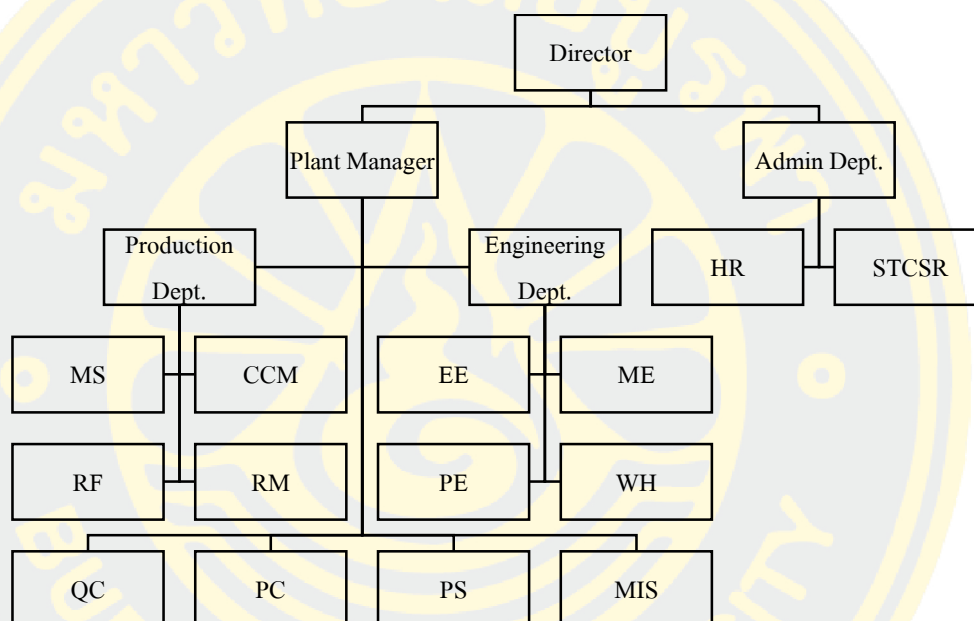 Director
Plant Manager
Admin Dept.
Production
Dept.
Engineering
Dept.
HR
STCSR
MS
CCM
EE
ME
RF
RM
PE
WH
QC
PC
PS
MIS